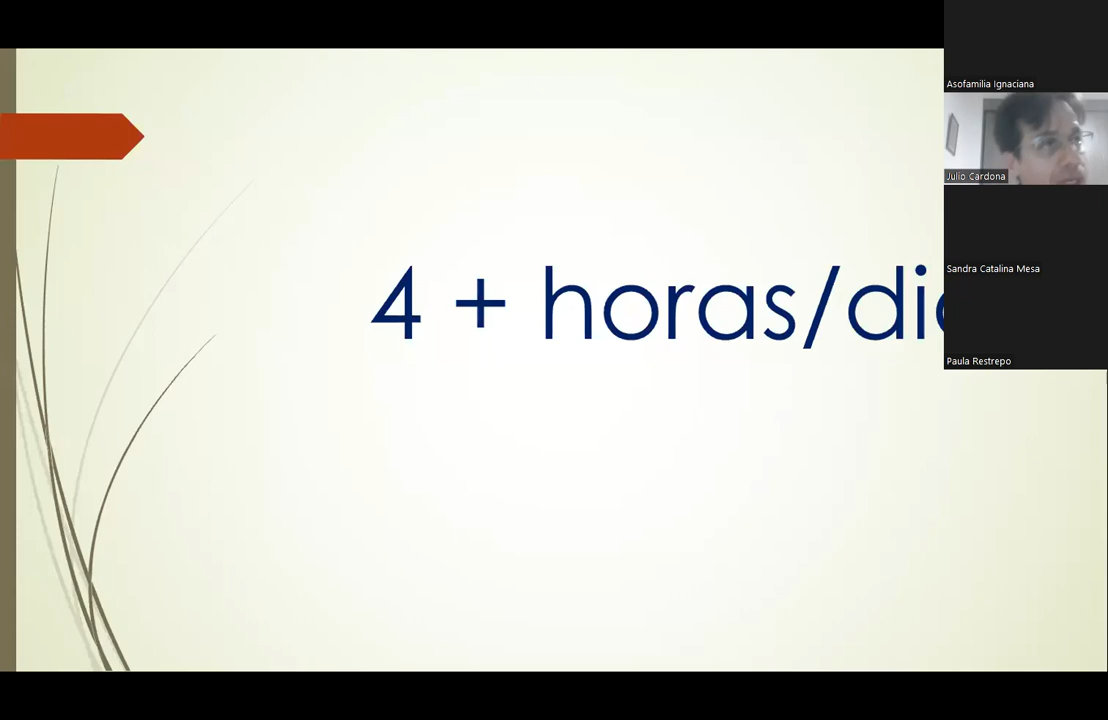 Asofamilia Ignaciana
Julio Cardona
Sandra Catalina Mesa
4 + horas/di
Paula Restrepo